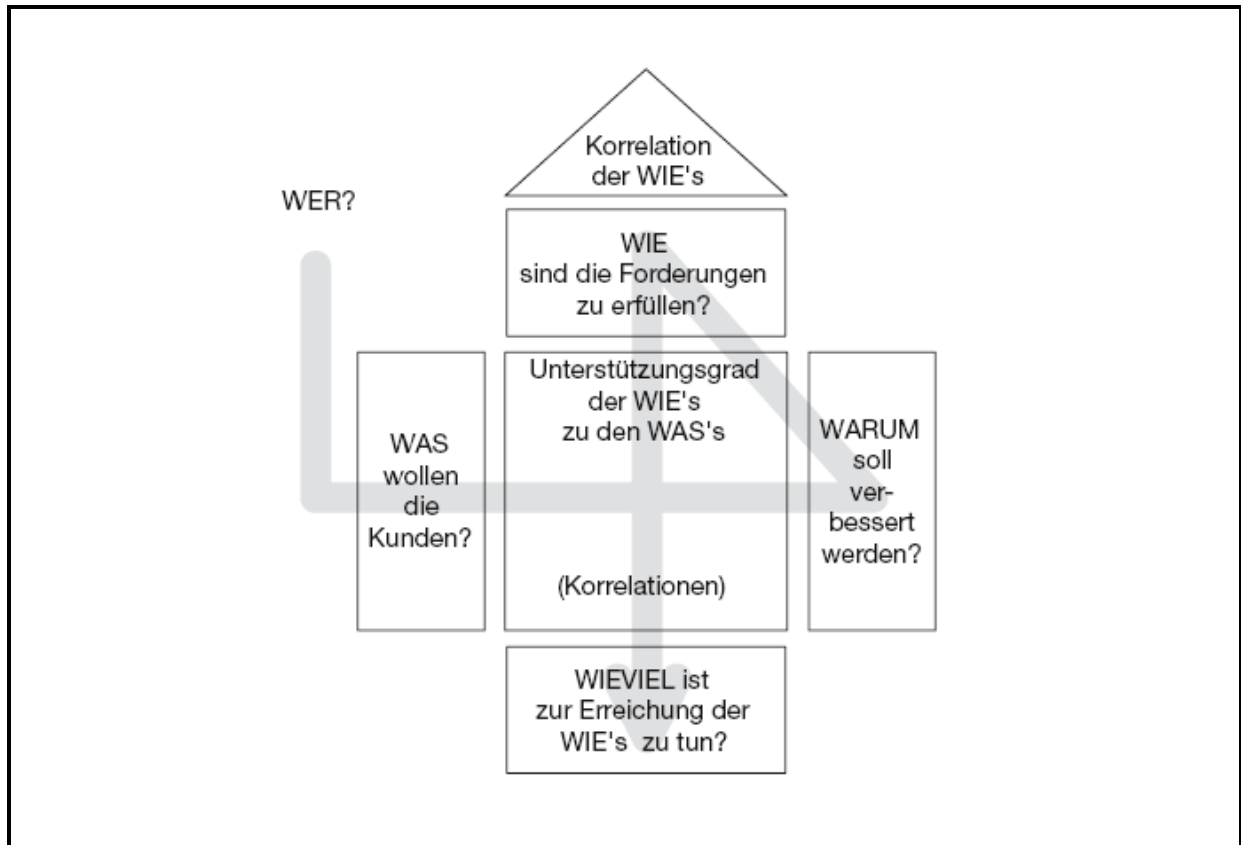 Korrelation
der WIE's
WER?
WIE
sind die Forderungen
zu erfüllen?
WAS
wollen
die
Kunden?
Unterstützungsgrad
der WIE's
zu den WAS's
(Korrelationen)
WARUM
soll
ver-
bessert
werden?
WIEVIEL ist
zur Erreichung der
WIE's zu tun?